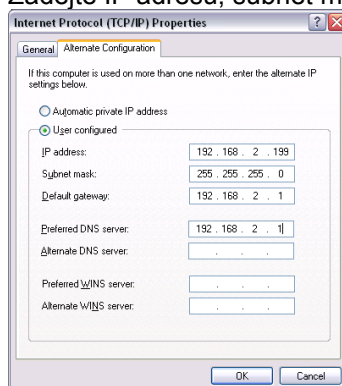 Zadejte IP adresu, subnet m
Internet Protocol (TCP/IP) Properties
General Alternate Configuration
If this computer is used on more than one network, enter the alternate IP
settings below.
Automatic private IP address
User configured
IP address: 192 . 168 . 2 . 199
Subnet mask: 255 . 255 . 255 . 0
Default gateway: 192 . 168 . 2 . 1
Preferred DNS server: 192 . 168 . 2 . 1
Alternate DNS server: . . .
Preferred WINS server: . . .
Alternate WINS server: . . .
OK Cancel